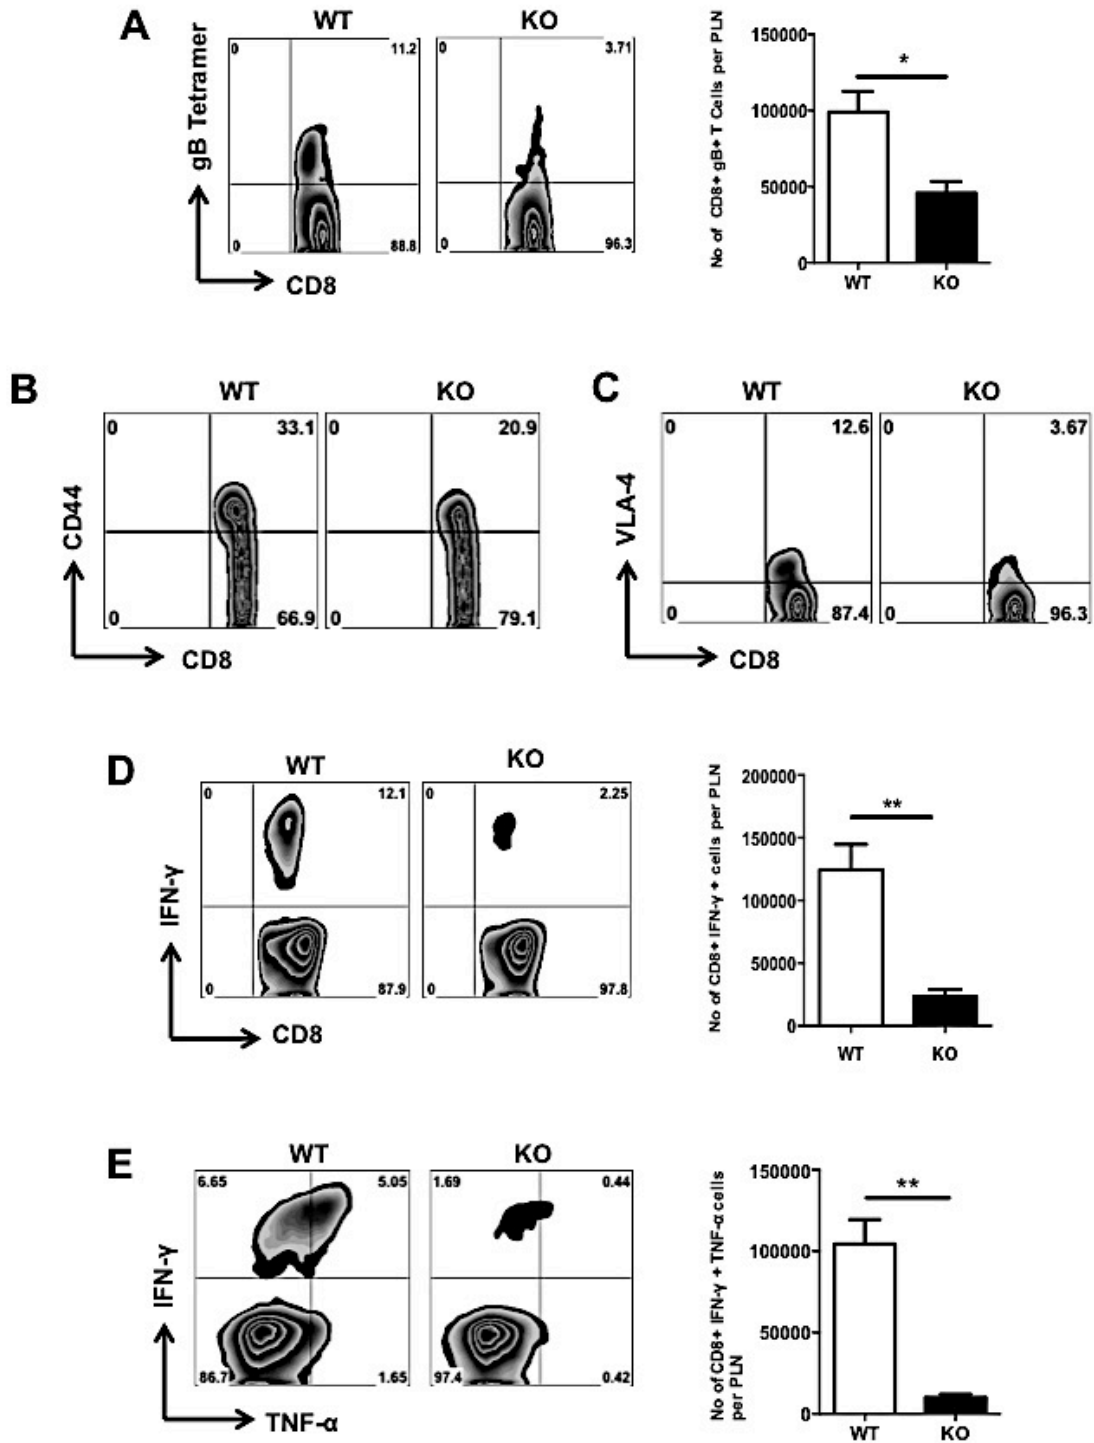 A
WT
KO
gB Tetramer
0
11.2
0
88.8
0
3.71
0
96.3
CD8
No of CD8+ gB+ T Cells per PLN
150000
100000
50000
0
*
WT
KO
B
WT
KO
CD44
0
33.1
0
66.9
0
20.9
0
79.1
CD8
C
WT
KO
VLA-4
0
12.6
0
87.4
0
3.67
0
96.3
CD8
D
WT
KO
IFN-γ
0
12.1
0
87.9
0
2.25
0
97.8
CD8
No of CD8+ IFN-γ + cells per PLN
200000
150000
100000
50000
0
**
WT
KO
E
WT
KO
IFN-γ
6.65
5.05
86.7
1.65
1.69
0.44
97.4
0.42
TNF-α
No of CD8+ IFN-γ + TNF-α cells
per PLN
150000
100000
50000
0
**
WT
KO